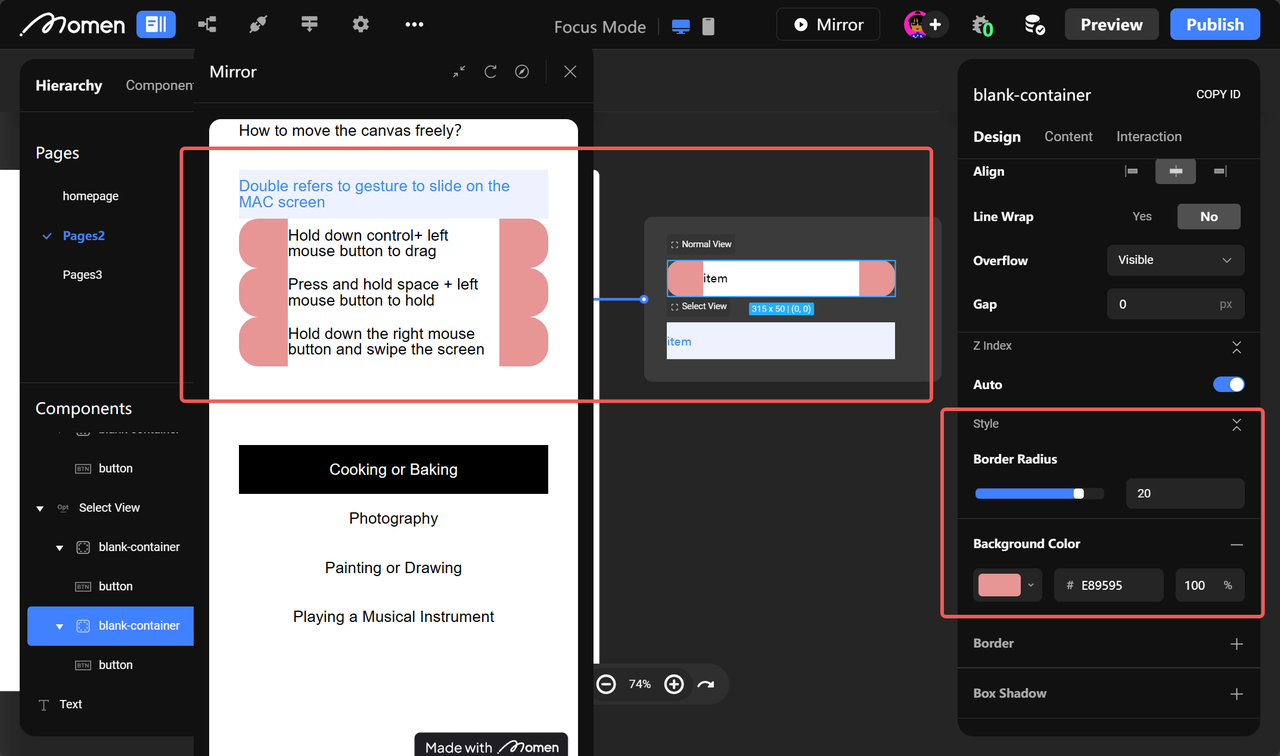 Momen
Focus Mode
Mirror
0
Preview
Publish
Hierarchy
Componen
Pages
homepage
Pages2
Pages3
Components
BTN button
Opt Select View
blank-container
BTN button
blank-container
BTN button
T Text
Mirror
How to move the canvas freely?
Double refers to gesture to slide on the
MAC screen
Hold down control+ left
mouse button to drag
Press and hold space + left
mouse button to hold
Hold down the right mouse
button and swipe the screen
Cooking or Baking
Photography
Painting or Drawing
Playing a Musical Instrument
Made with Momen
Normal View
item
Select View
315 x 50 | (0, 0)
item
74%
blank-container
COPY ID
Design
Content
Interaction
Align
Line Wrap
Yes
No
Overflow
Visible
Gap
0
px
Z Index
Auto
Style
Border Radius
20
Background Color
# E89595
100 %
Border
Box Shadow